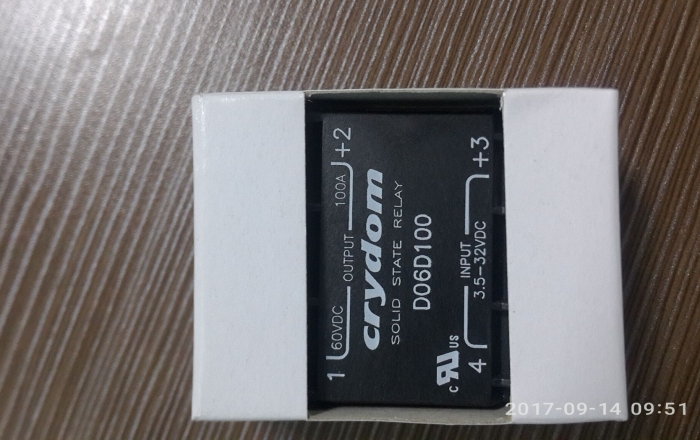 1 60VDC OUTPUT 100A +2
crydom
SOLID STATE RELAY
D06D100
c RU US
4 INPUT +3
3.5-32VDC
2017-09-14 09:51